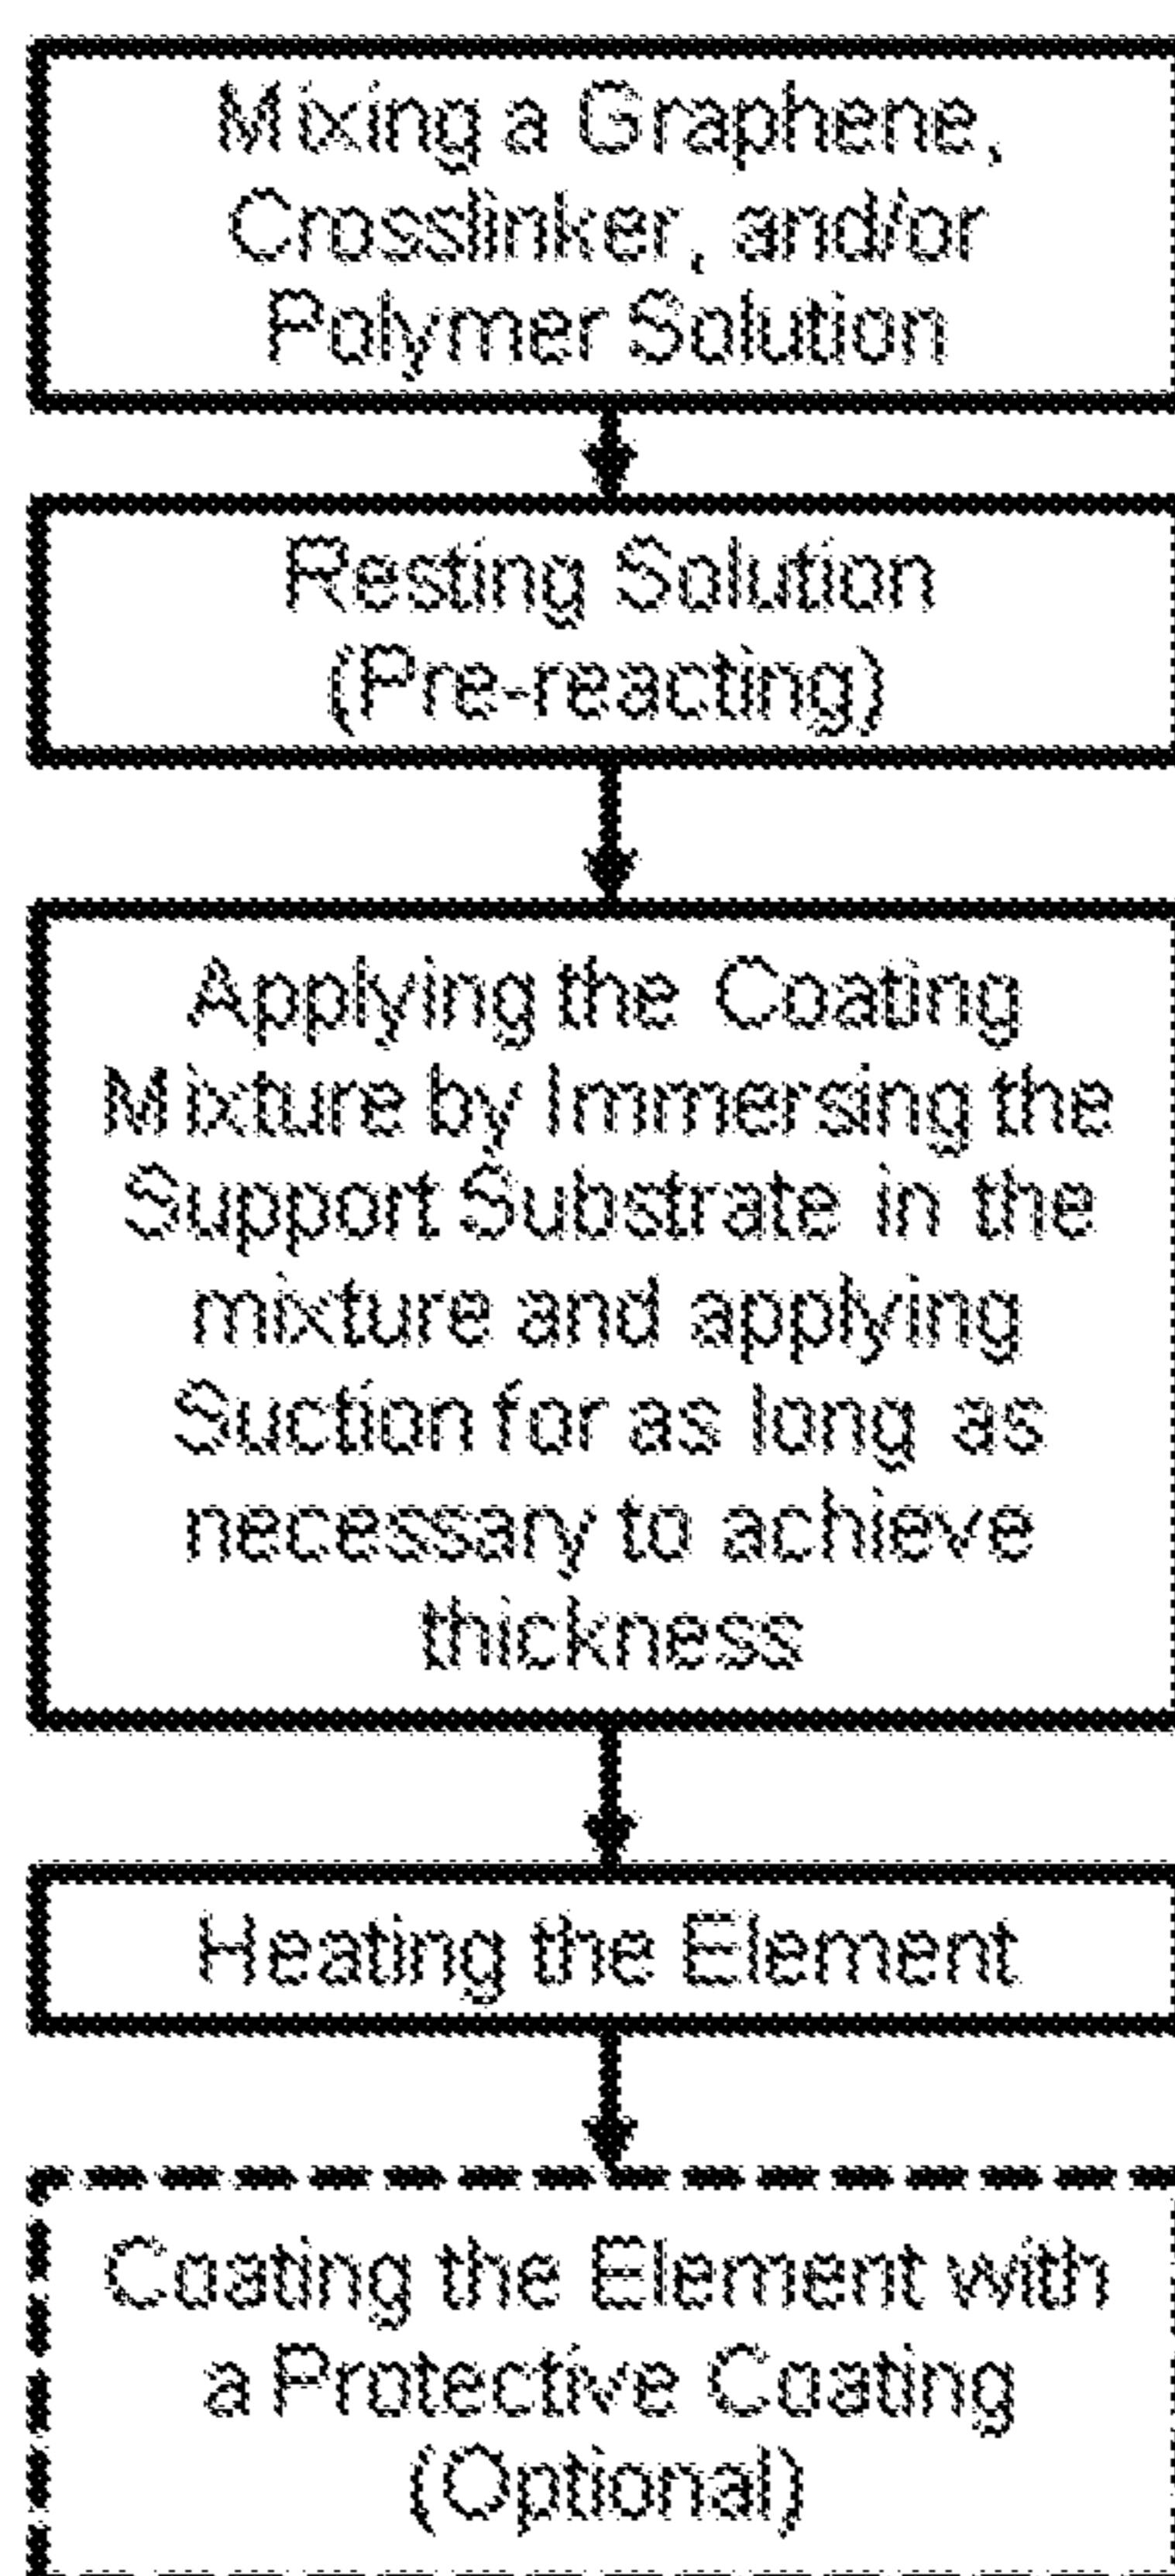 Mixing a Graphene,
Crosslinker, and/or
Polymer Solution
Resting Solution
(Pre-reacting)
Applying the Coating
Mixture by Immersing the
Support Substrate in the
mixture and applying
Suction for as long as
necessary to achieve
thickness
Heating the Element
Coating the Element with
a Protective Coating
(Optional)